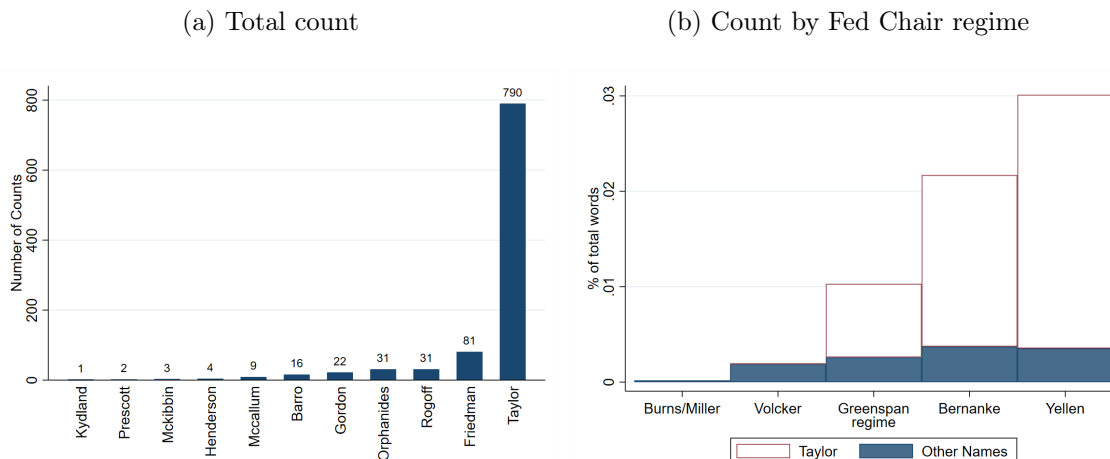 (a) Total count
(b) Count by Fed Chair regime
Number of Counts
0
200
400
600
800
1
2
3
4
9
16
22
31
31
81
790
Kydland
Prescott
Mckibbin
Henderson
Mccallum
Barro
Gordon
Orphanides
Rogoff
Friedman
Taylor
% of total words
0
.01
.02
.03
Burns/Miller
Volcker
Greenspan
Bernanke
Yellen
regime
Taylor
Other Names